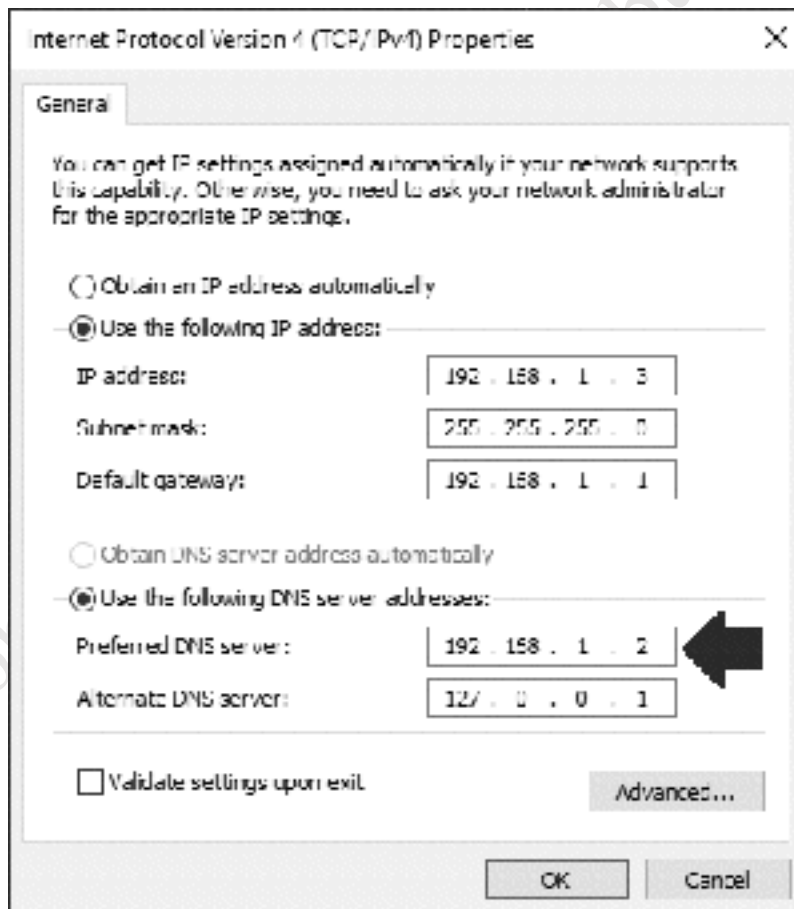 Internet Protocol Version 4 (TCP/IPv4) Properties
General
You can get IP settings assigned automatically if your network supports
this capability. Otherwise, you need to ask your network administrator
for the appropriate IP settings.
Obtain an IP address automatically
Use the following IP address:
IP address: 192 . 168 . 1 . 3
Subnet mask: 255 . 255 . 255 . 0
Default gateway: 192 . 168 . 1 . 1
Obtain DNS server address automatically
Use the following DNS server addresses:
Preferred DNS server: 192 . 168 . 1 . 2
Alternate DNS server: 127 . 0 . 0 . 1
Validate settings upon exit
Advanced...
OK Cancel